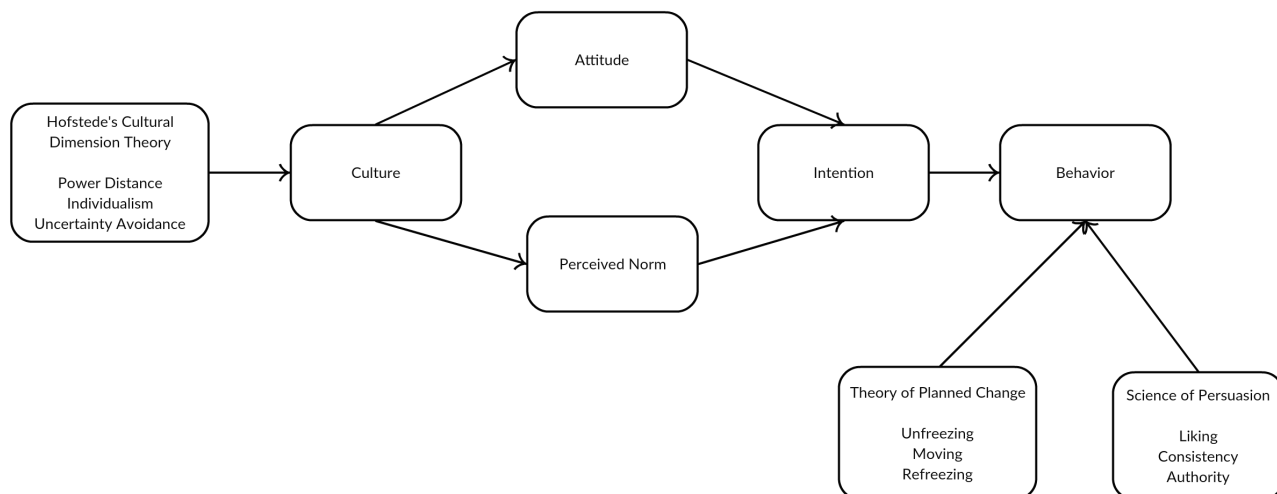 Hofstede's Cultural
Dimension Theory
Power Distance
Individualism
Uncertainty Avoidance
Culture
Attitude
Perceived Norm
Intention
Behavior
Theory of Planned Change
Unfreezing
Moving
Refreezing
Science of Persuasion
Liking
Consistency
Authority